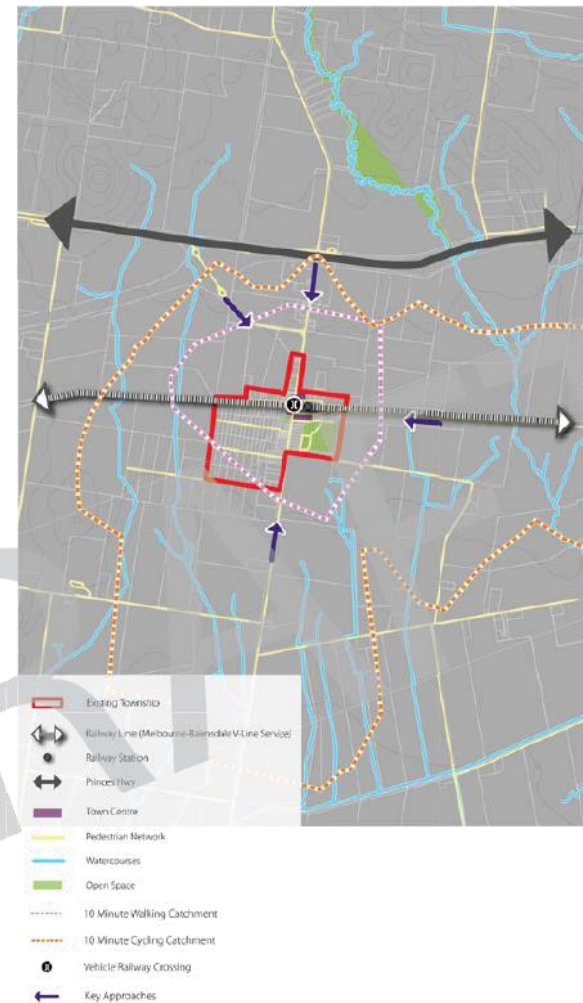 Existing Township
Railway Line (Melbourne-Bairnsdale V-Line Service)
Railway Station
Princes Hwy
Town Centre
Pedestrian Network
Watercourses
Open Space
10 Minute Walking Catchment
10 Minute Cycling Catchment
Vehicle Railway Crossing
Key Approaches